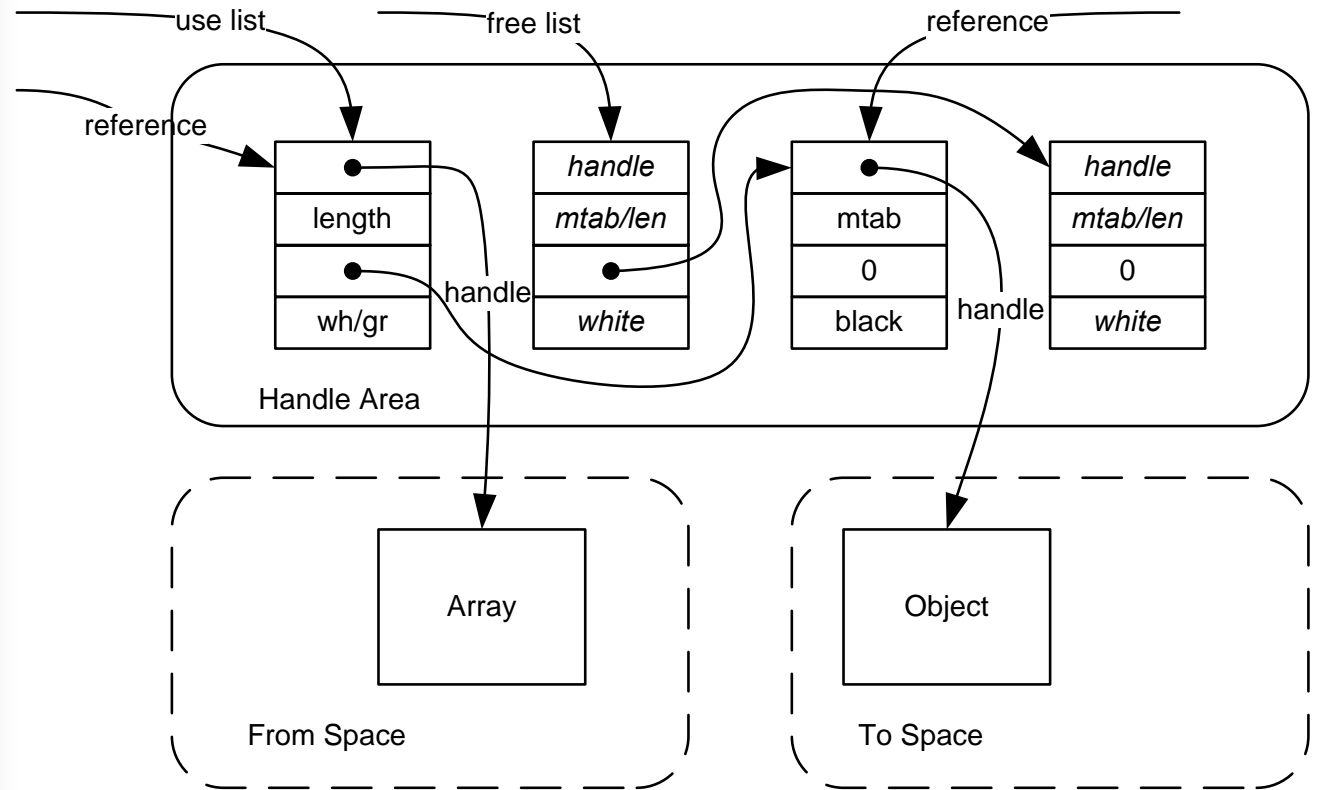 use list
free list
reference
reference
handle
handle
length
mtab/len
mtab
mtab/len
0
0
wh/gr
white
black
white
handle
handle
Handle Area
Array
Object
From Space
To Space